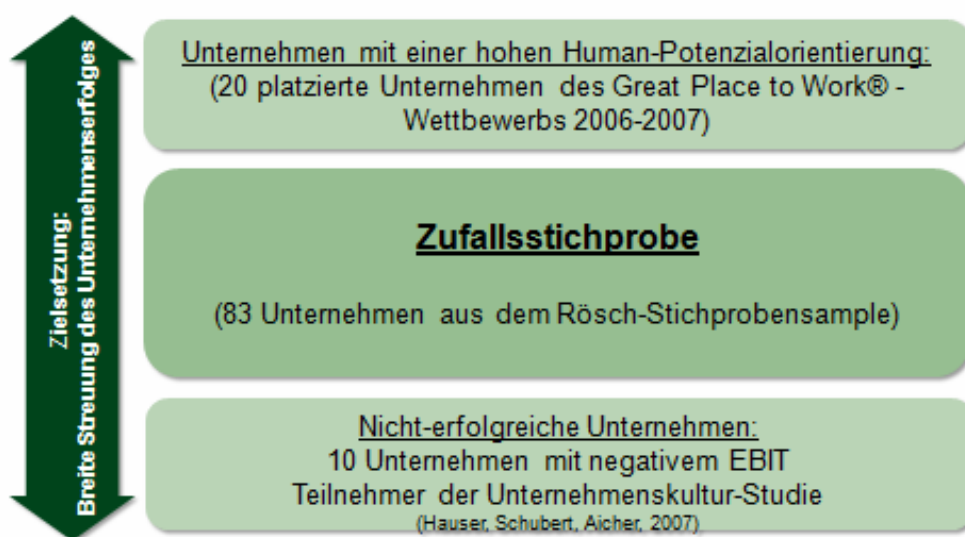 Zielsetzung:
Breite Streuung des Unternehmenserfolges
Unternehmen mit einer hohen Human-Potenzialorientierung:
(20 platzierte Unternehmen des Great Place to Work® -
Wettbewerbs 2006-2007)
Zufallsstichprobe
(83 Unternehmen aus dem Rösch-Stichprobensample)
Nicht-erfolgreiche Unternehmen:
10 Unternehmen mit negativem EBIT
Teilnehmer der Unternehmenskultur-Studie
(Hauser, Schubert, Aicher, 2007)